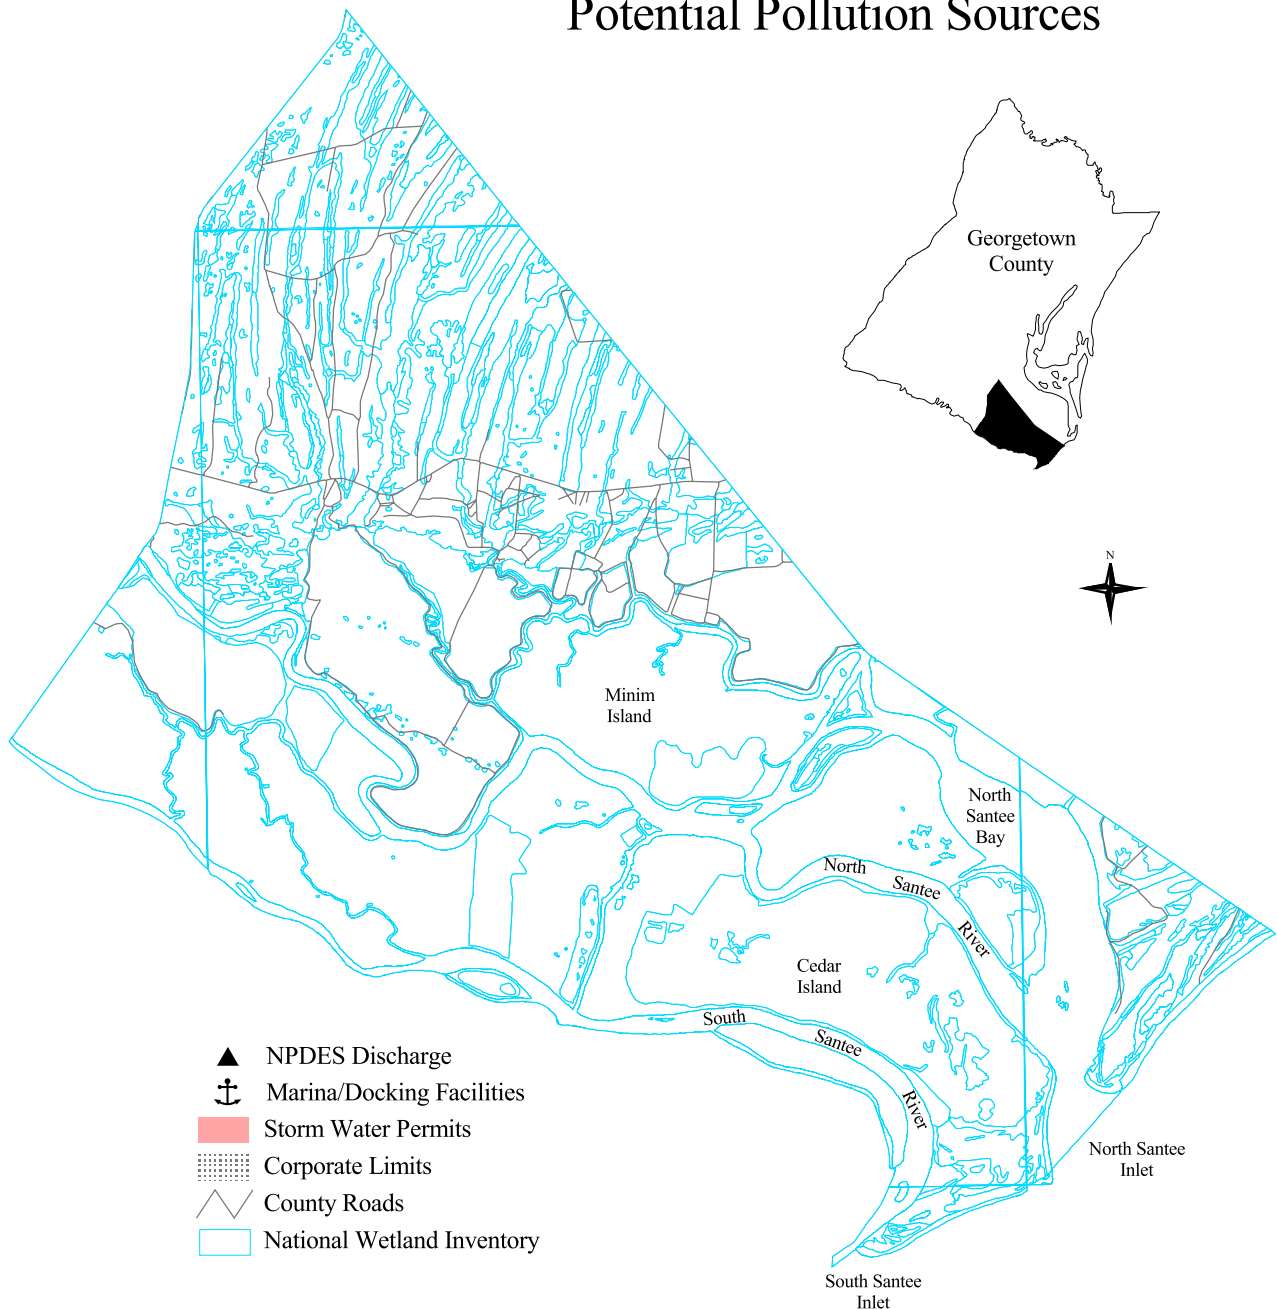 Potential Pollution Sources
Georgetown
County
N
Minim
Island
North
Santee
Bay
North
Santee
River
Cedar
Island
South
Santee
River
NPDES Discharge
Marina/Docking Facilities
Storm Water Permits
Corporate Limits
County Roads
National Wetland Inventory
North Santee
Inlet
South Santee
Inlet